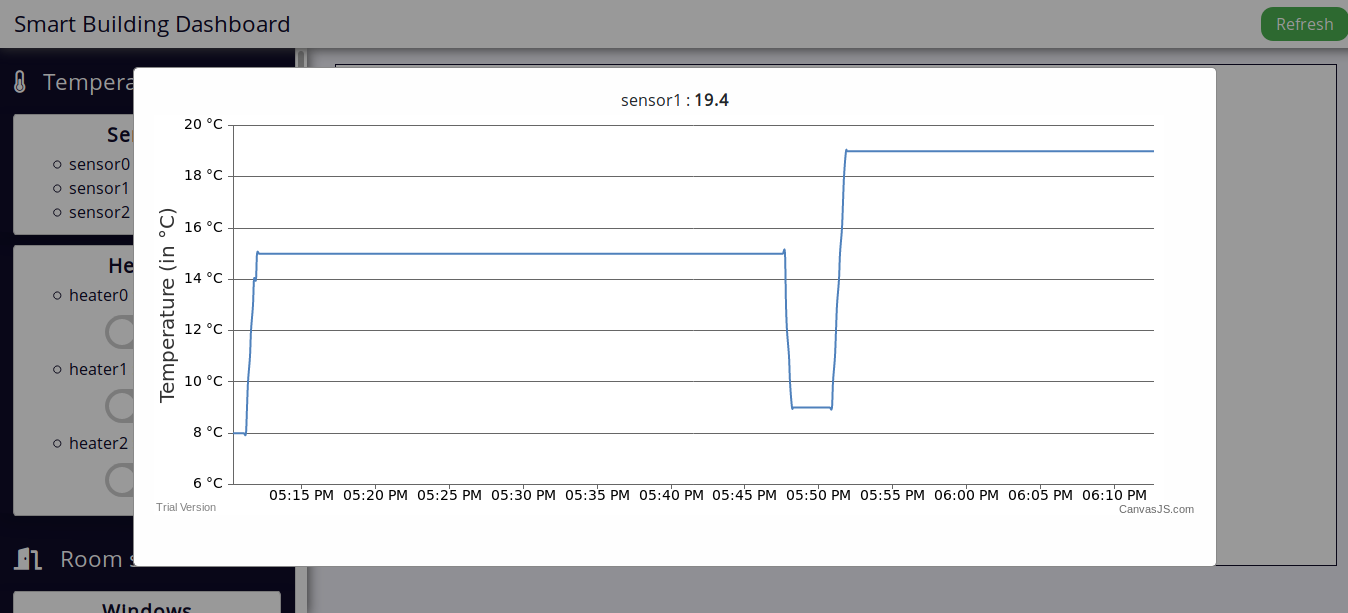 Smart Building Dashboard
Refresh
Tempera
sensor0
sensor1
sensor2
heater0
heater1
heater2
Room
Windows
sensor1 : 19.4
Temperature (in °C)
20 °C
18 °C
16 °C
14 °C
12 °C
10 °C
8 °C
6 °C
05:15 PM 05:20 PM 05:25 PM 05:30 PM 05:35 PM 05:40 PM 05:45 PM 05:50 PM 05:55 PM 06:00 PM 06:05 PM 06:10 PM
Trial Version
CanvasJS.com